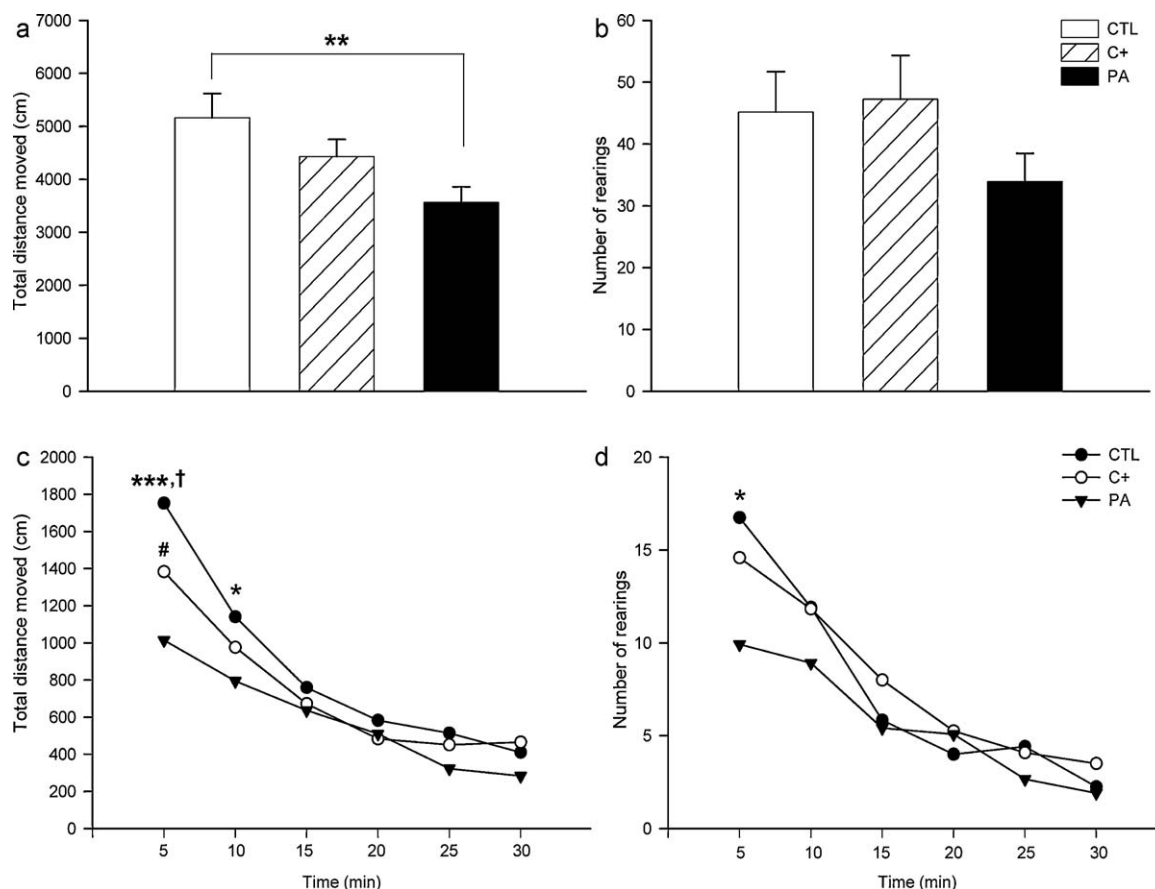 a
Total distance moved (cm)
7000
6000
5000
4000
3000
2000
1000
0
**
b
Number of rearings
60
50
40
30
20
10
0
CTL
C+
PA
c
Total distance moved (cm)
2000
1800
1600
1400
1200
1000
800
600
400
200
0
***,†
#
*
5 10 15 20 25 30
Time (min)
d
Number of rearings
20
15
10
5
0
*
CTL
C+
PA
5 10 15 20 25 30
Time (min)